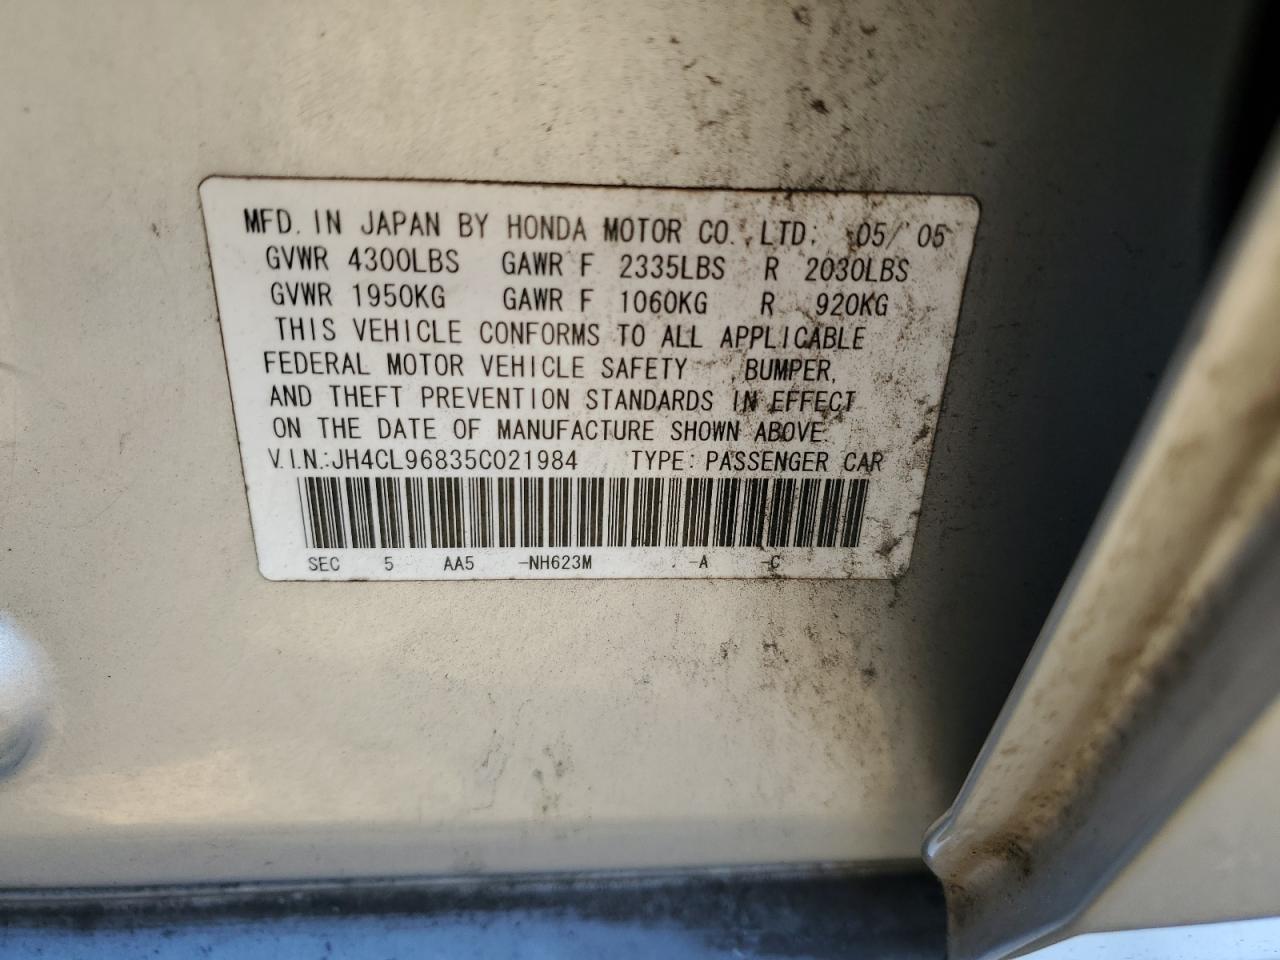 MFD. IN JAPAN BY HONDA MOTOR CO., LTD. 05/ 05
GVWR 4300LBS GAWR F 2335LBS R 2030LBS
GVWR 1950KG GAWR F 1060KG R 920KG
THIS VEHICLE CONFORMS TO ALL APPLICABLE
FEDERAL MOTOR VEHICLE SAFETY , BUMPER,
AND THEFT PREVENTION STANDARDS IN EFFECT
ON THE DATE OF MANUFACTURE SHOWN ABOVE.
V.I.N.:JH4CL96835C021984 TYPE: PASSENGER CAR
SEC 5 AA5 -NH623M -A -C